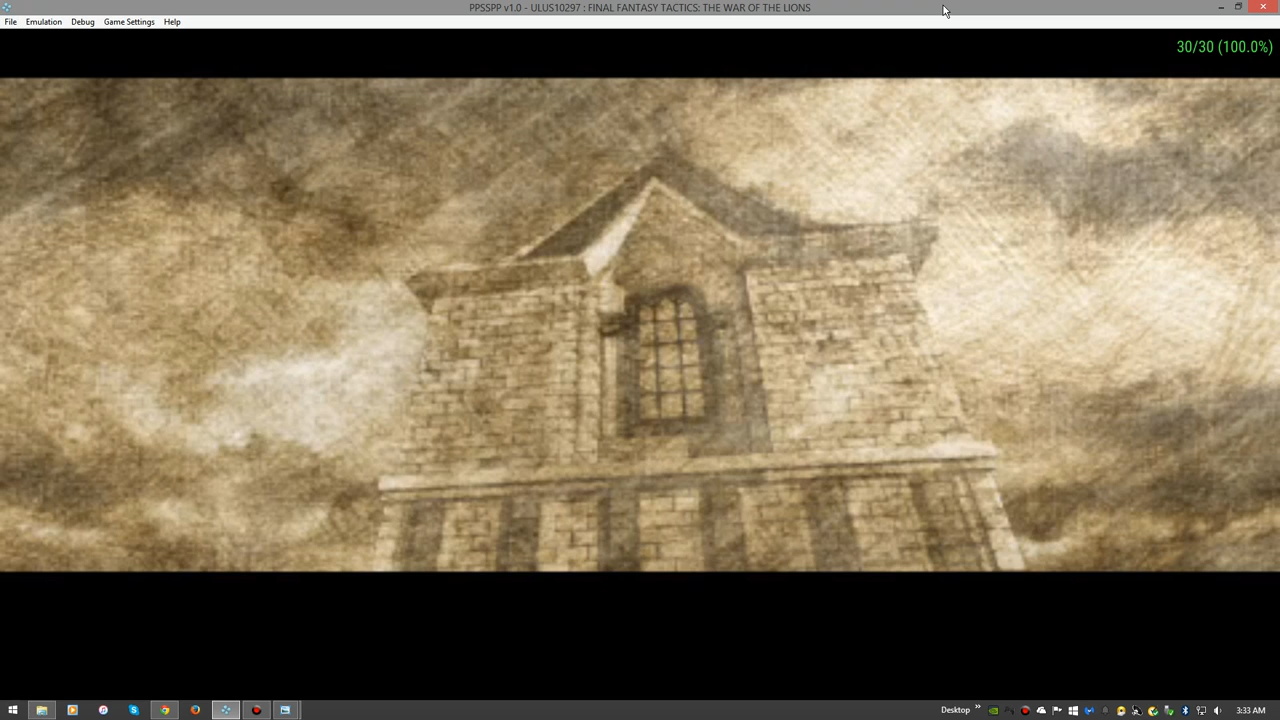 PPSSPP v1.0 - ULUS10297 : FINAL FANTASY TACTICS: THE WAR OF THE LIONS
File Emulation Debug Game Settings Help
30/30 (100.0%)
Desktop » 3:33 AM